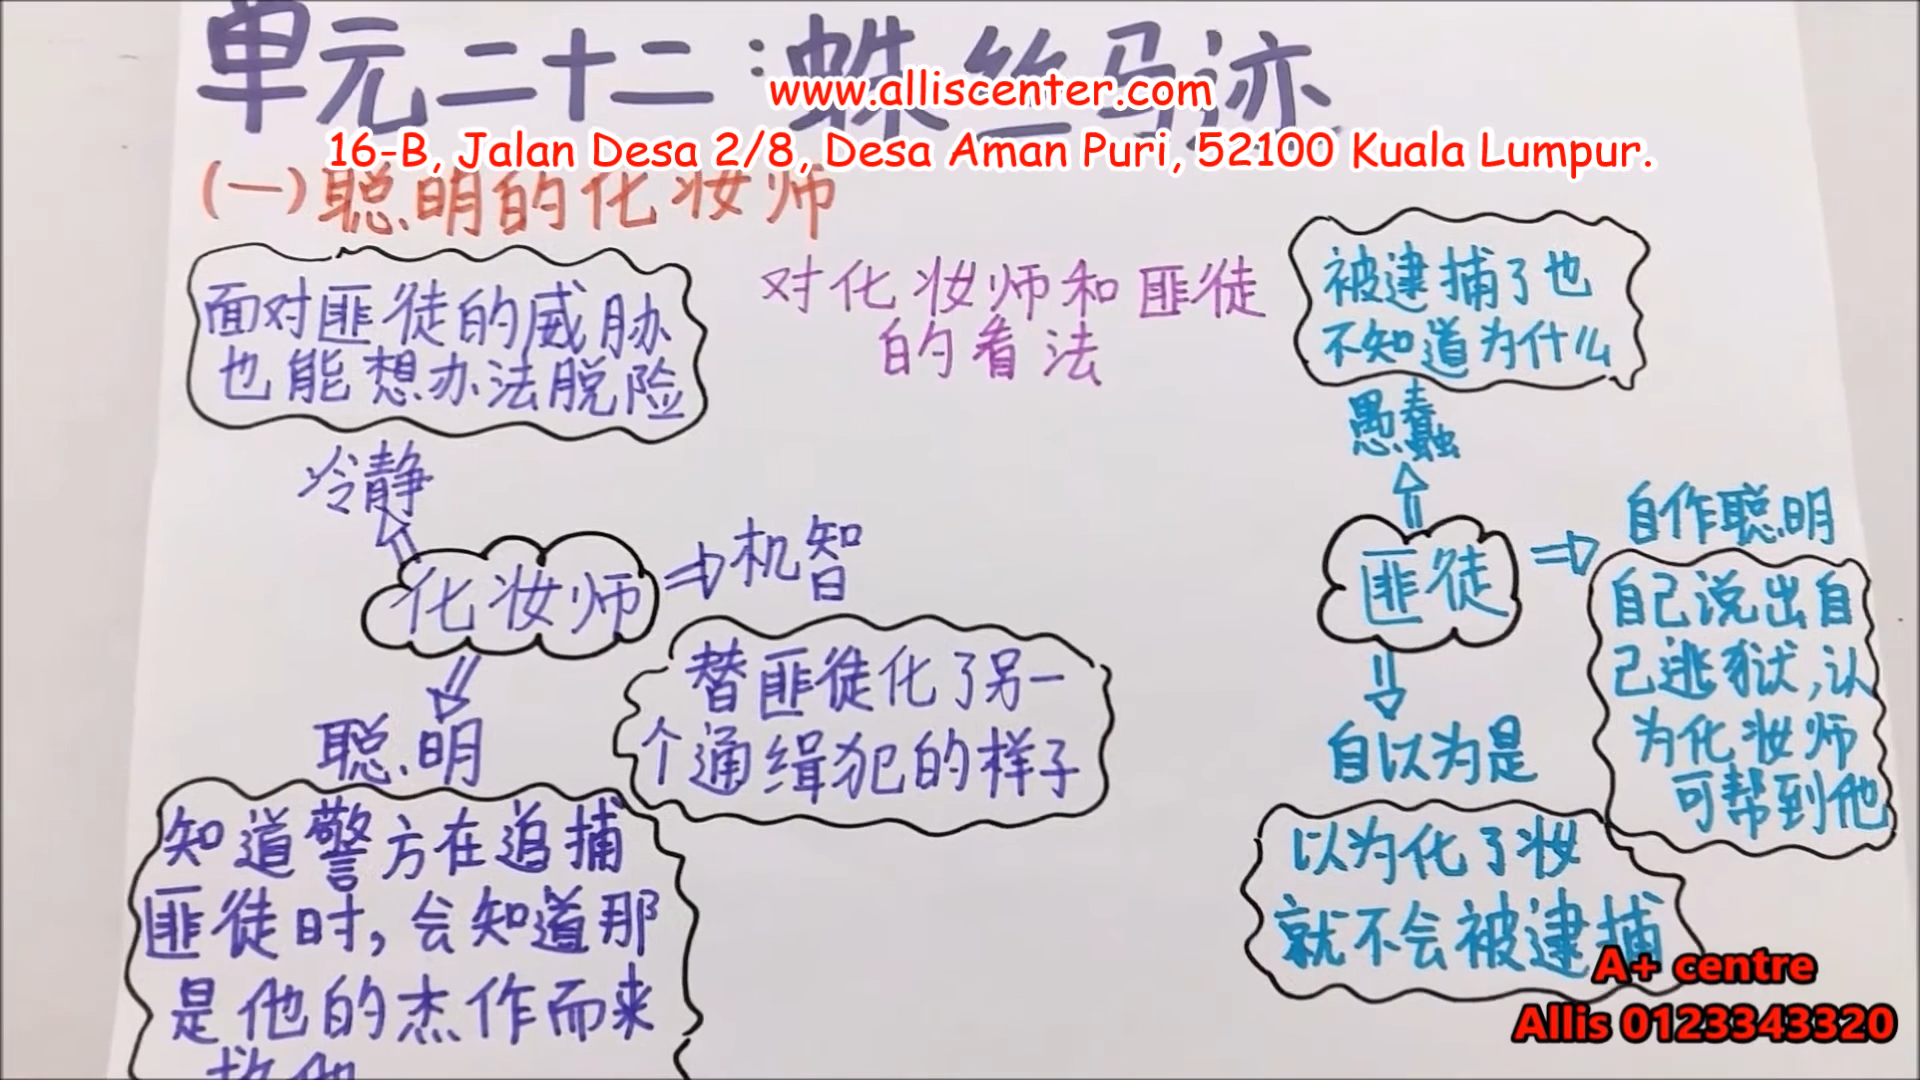 单元二十二:蛛丝马迹
www.alliscenter.com
16-B, Jalan Desa 2/8, Desa Aman Puri, 52100 Kuala Lumpur.
(一)聪明的化妆师
面对匪徒的威胁
也能想办法脱险
冷静
对化妆师和匪徒
的看法
被逮捕了也
不知道为什么
愚蠢
化妆师
机智
替匪徒化了另一
个通缉犯的样子
聪明
知道警方在追捕
匪徒时,会知道那
是他的杰作而来
匪徒
自作聪明
自己说出自
己逃狱,认
为化妆师
可帮到他
自以为是
以为化了妆
就不会被逮捕
A+ centre
Allis 0123343320